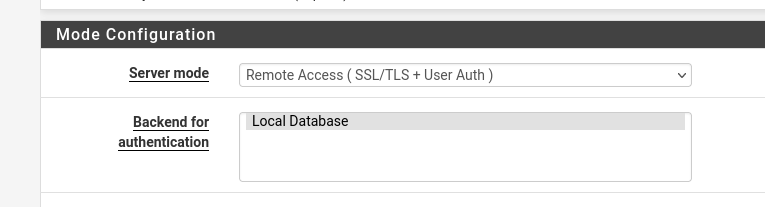 Mode Configuration
Server mode
Remote Access ( SSL/TLS + User Auth )
Backend for
authentication
Local Database